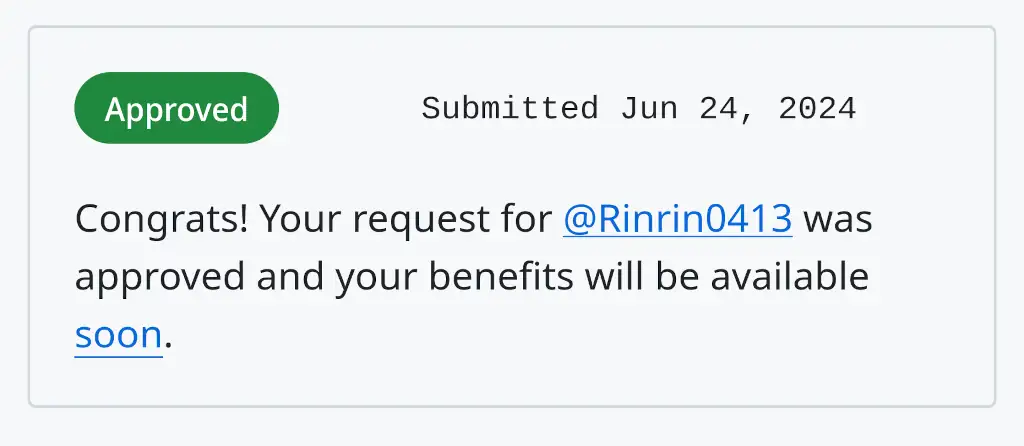 Approved
Submitted Jun 24, 2024
Congrats! Your request for @Rinrin0413 was
approved and your benefits will be available
soon.